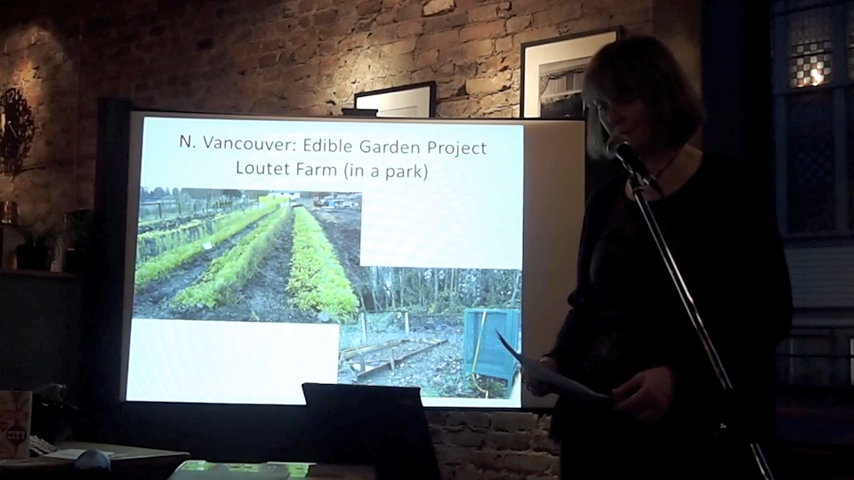 N. Vancouver: Edible Garden Project
Loutet Farm (in a park)